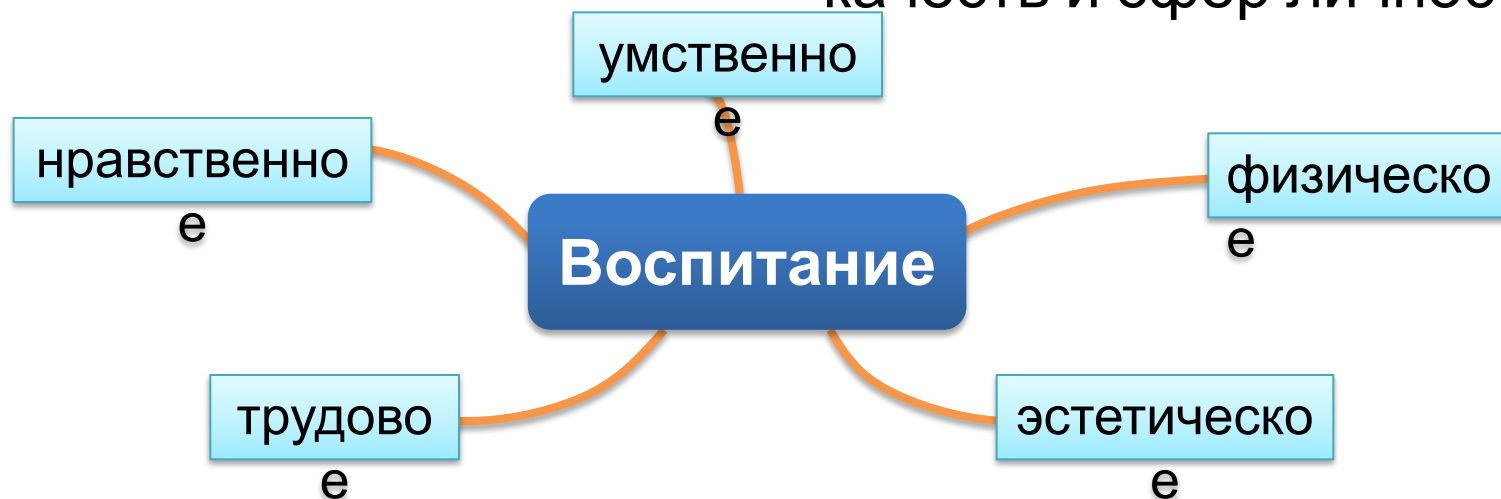 умственно
е
нравственно
е
физическо
е
Воспитание
трудово
е
эстетическо
е